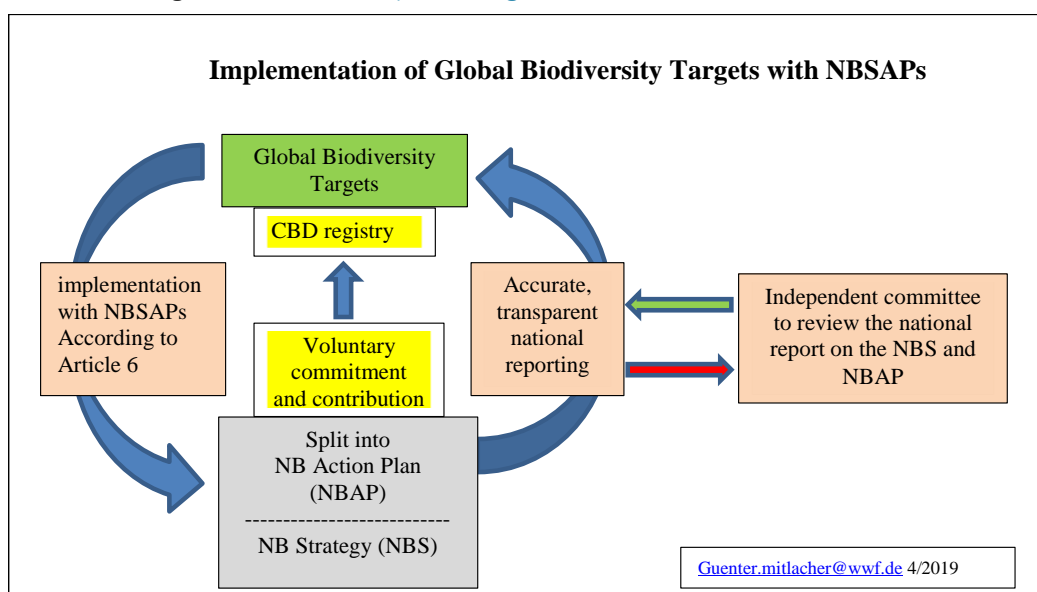 Implementation of Global Biodiversity Targets with NBSAPs
Global Biodiversity
Targets
CBD registry
implementation
with NBSAPs
According to
Article 6
Accurate,
transparent
national
reporting
Independent committee
to review the national
report on the NBS and
NBAP
Voluntary
commitment
and contribution
Split into
NB Action Plan
(NBAP)
----------------------------
NB Strategy (NBS)
Guenter.mitlacher@wwf.de 4/2019